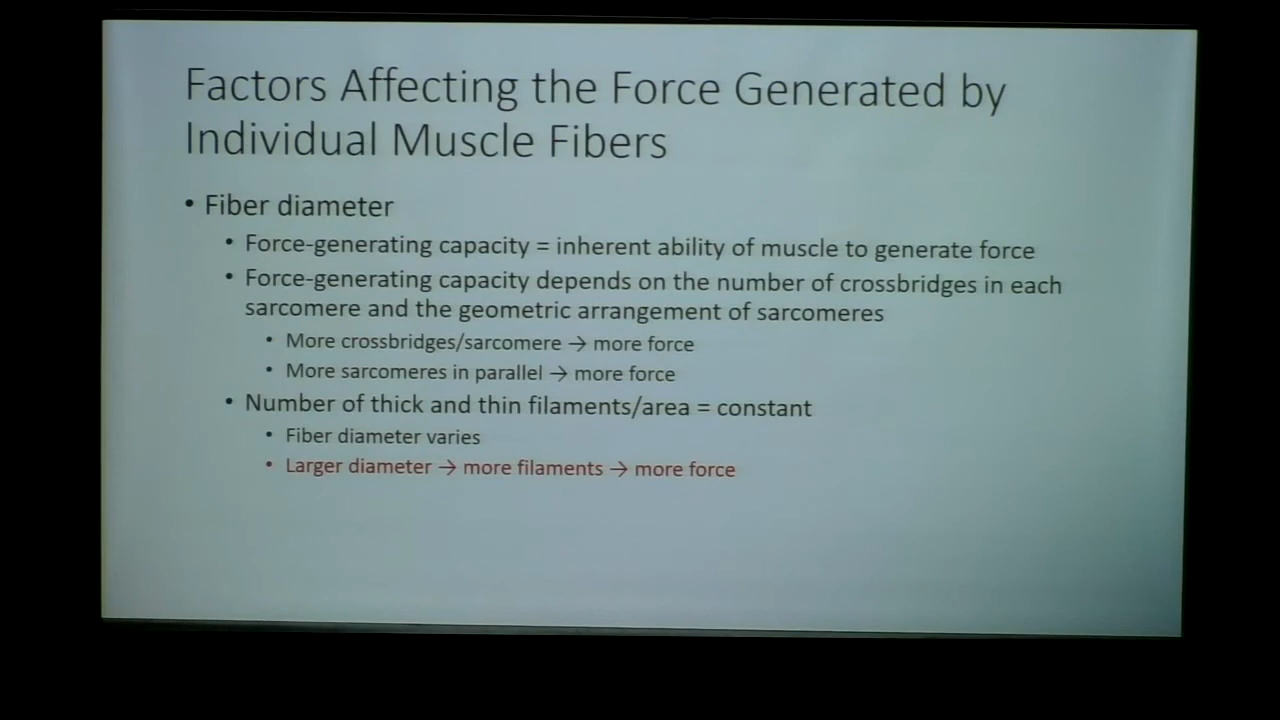 Factors Affecting the Force Generated by
Individual Muscle Fibers
• Fiber diameter
• Force-generating capacity = inherent ability of muscle to generate force
• Force-generating capacity depends on the number of crossbridges in each
sarcomere and the geometric arrangement of sarcomeres
• More crossbridges/sarcomere → more force
• More sarcomeres in parallel → more force
• Number of thick and thin filaments/area = constant
• Fiber diameter varies
• Larger diameter → more filaments → more force